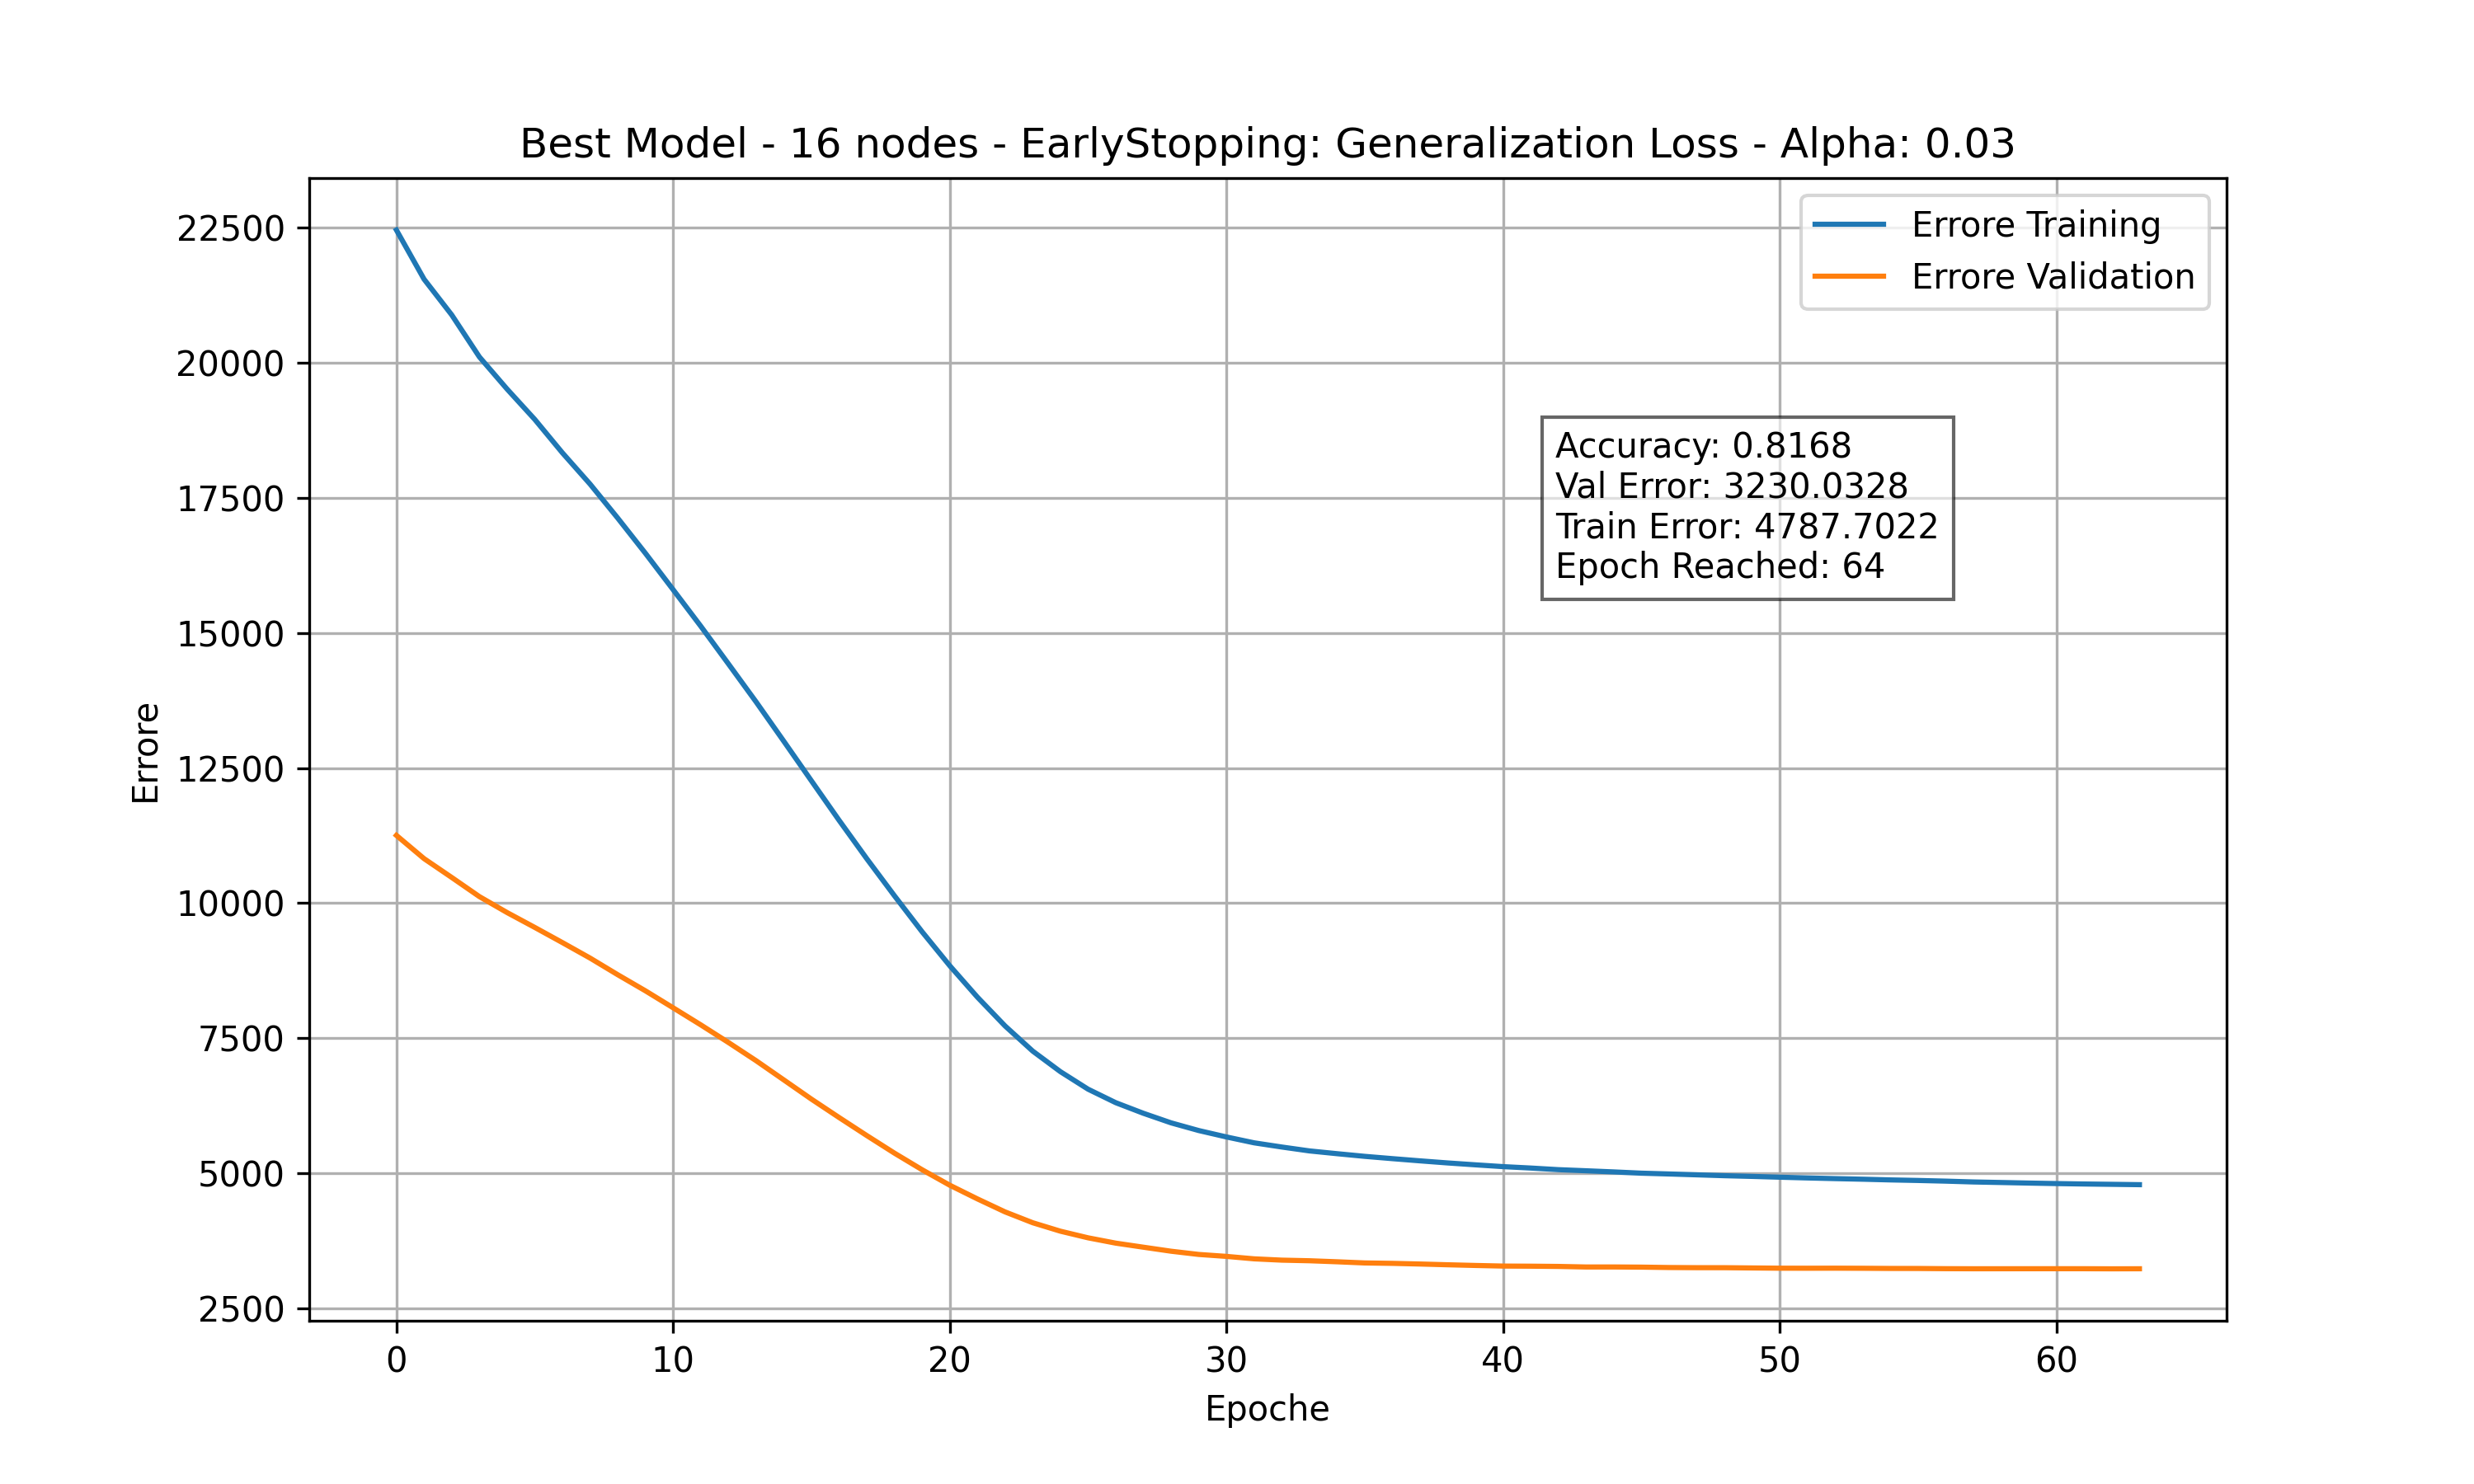 Best Model - 16 nodes - EarlyStopping: Generalization Loss - Alpha: 0.03
Errore Training
Errore Validation
Accuracy: 0.8168
Val Error: 3230.0328
Train Error: 4787.7022
Epoch Reached: 64
Errore
22500
20000
17500
15000
12500
10000
7500
5000
2500
0 10 20 30 40 50 60
Epoche